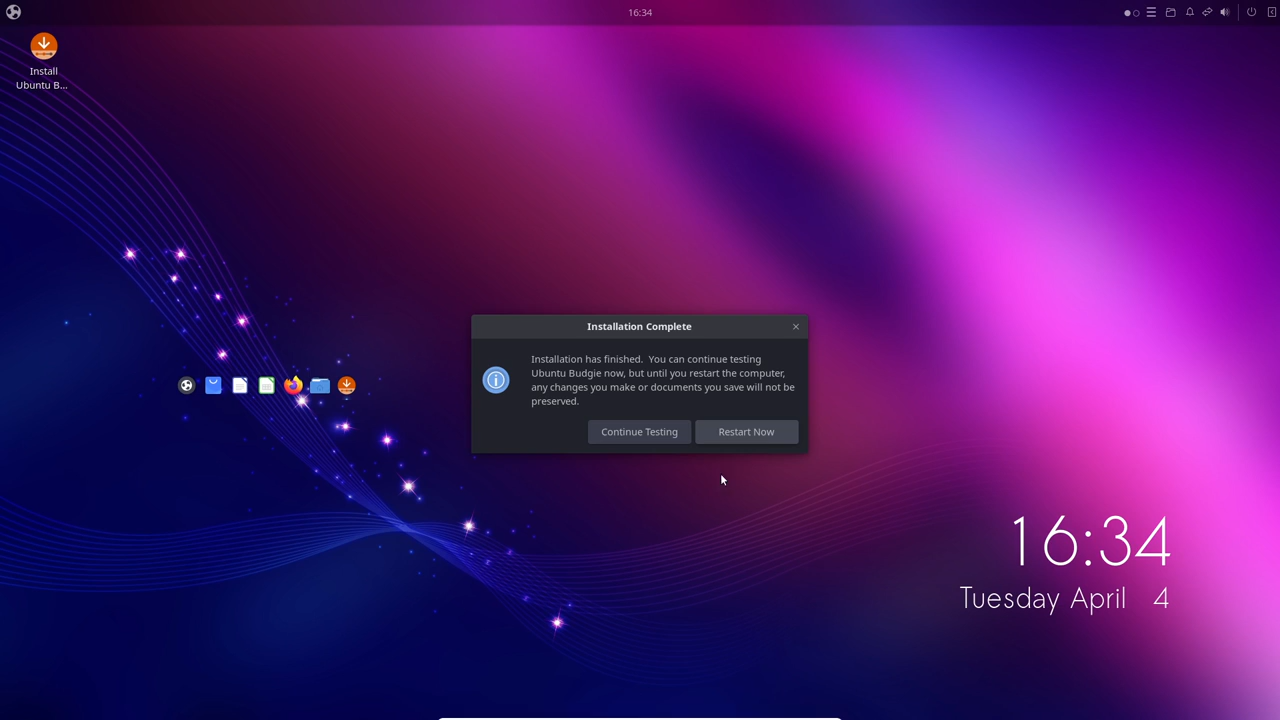 16:34
Install
Ubuntu B...
Installation Complete
Installation has finished.  You can continue testing
Ubuntu Budgie now, but until you restart the computer,
any changes you make or documents you save will not be
preserved.
Continue Testing
Restart Now
16:34
Tuesday April 4